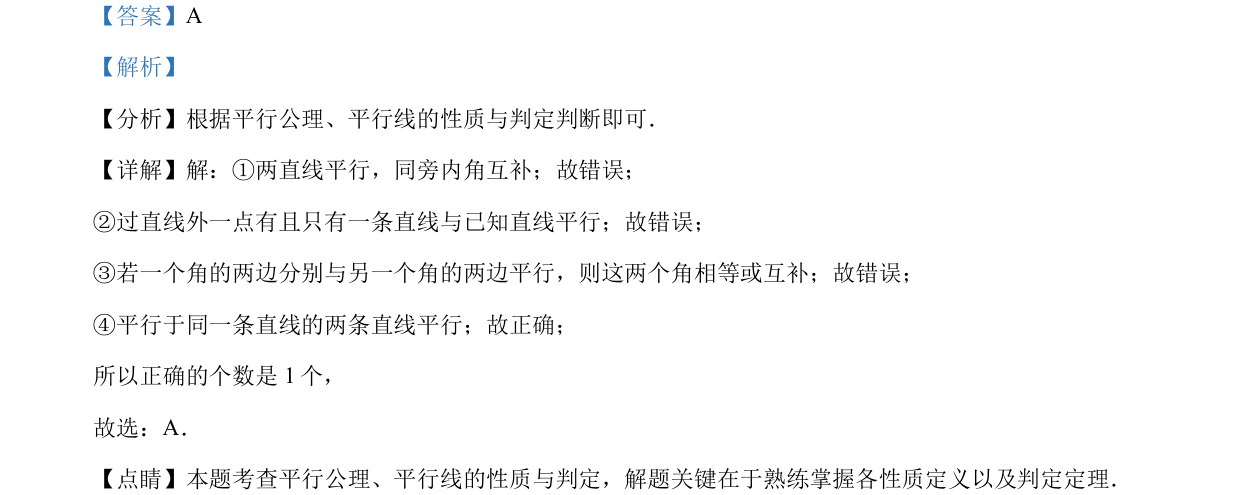 【答案】A
【解析】
【分析】根据平行公理、平行线的性质与判定判断即可．
【详解】解：①两直线平行，同旁内角互补；故错误；
②过直线外一点有且只有一条直线与已知直线平行；故错误；
③若一个角的两边分别与另一个角的两边平行，则这两个角相等或互补；故错误；
④平行于同一条直线的两条直线平行；故正确；
所以正确的个数是 1 个，
故选：A．
【点睛】本题考查平行公理、平行线的性质与判定，解题关键在于熟练掌握各性质定义以及判定定理．